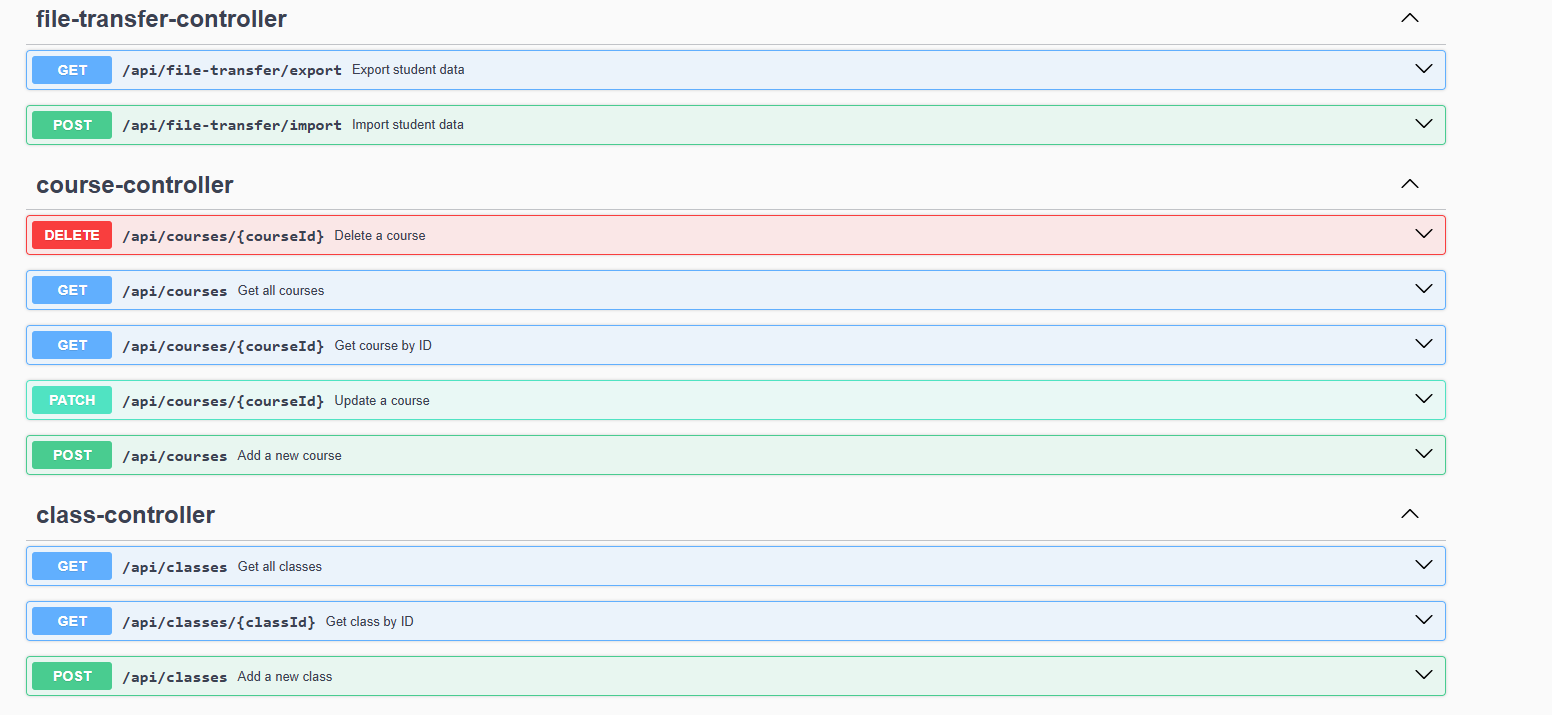 file-transfer-controller
GET /api/file-transfer/export Export student data
POST /api/file-transfer/import Import student data
course-controller
DELETE /api/courses/{courseId} Delete a course
GET /api/courses Get all courses
GET /api/courses/{courseId} Get course by ID
PATCH /api/courses/{courseId} Update a course
POST /api/courses Add a new course
class-controller
GET /api/classes Get all classes
GET /api/classes/{classId} Get class by ID
POST /api/classes Add a new class